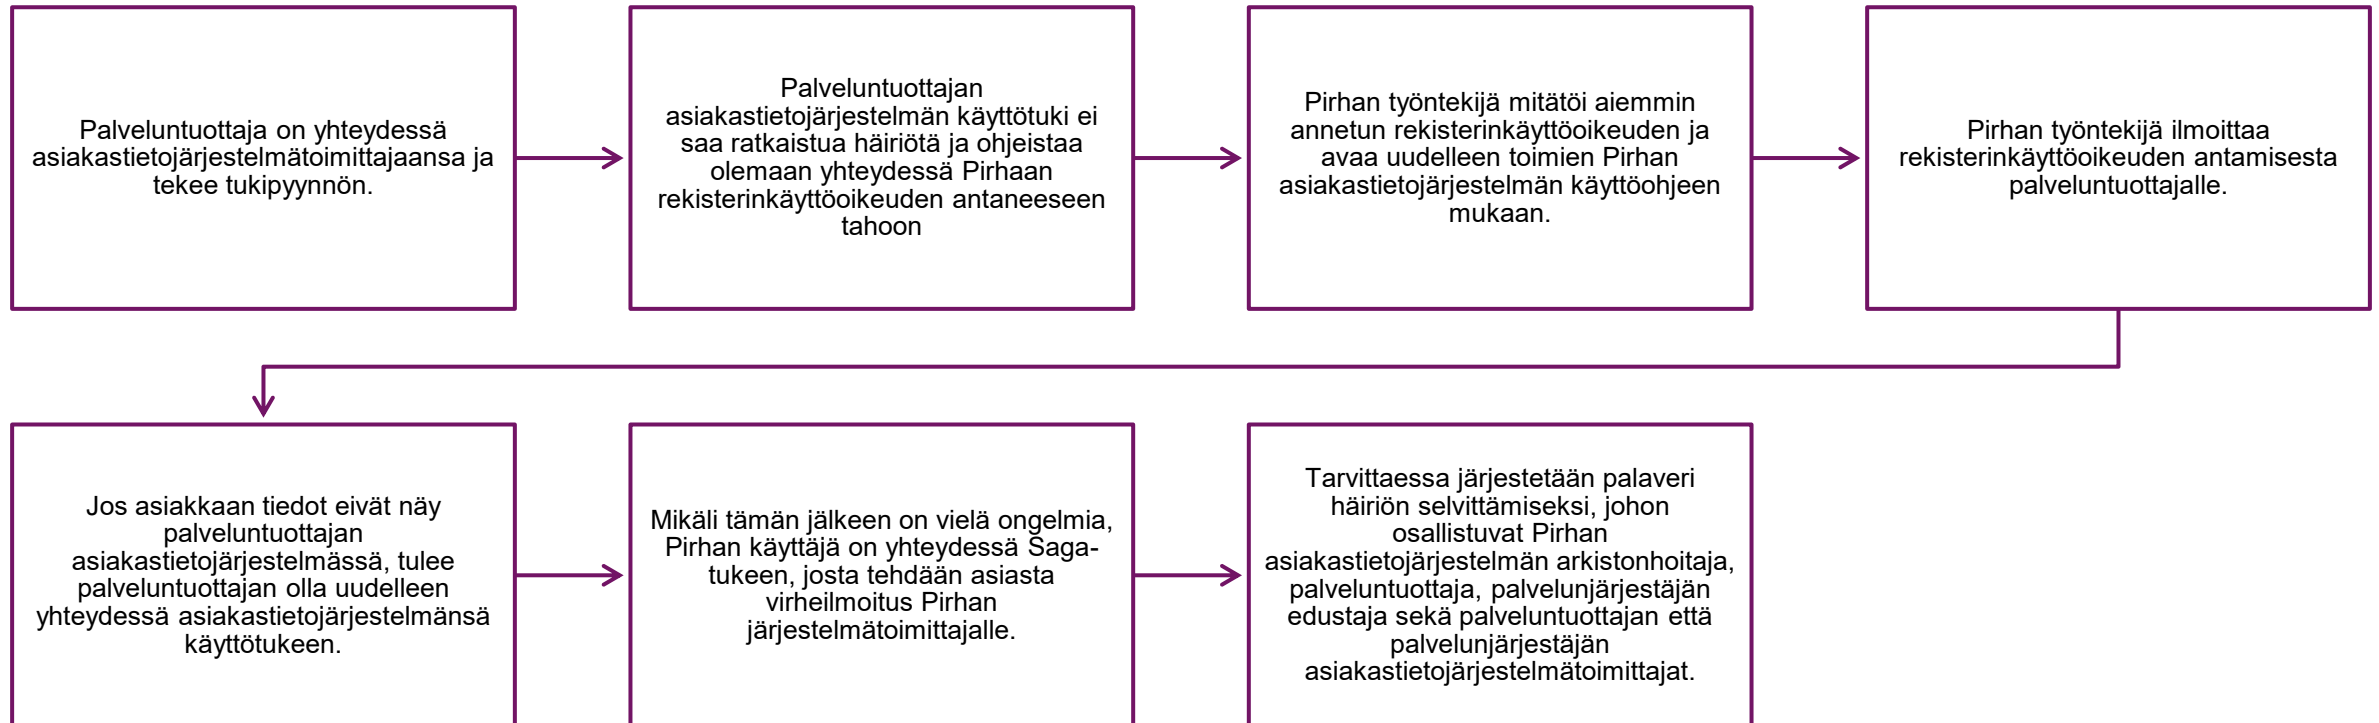 Palveluntuottaja on yhteydessä
asiakastietojärjestelmätoimittajaansa ja
tekee tukipyynnön.
Palveluntuottajan
asiakastietojärjestelmän käyttötuki ei
saa ratkaistua häiriötä ja ohjeistaa
olemaan yhteydessä Pirhaan
rekisterinkäyttöoikeuden antaneeseen
tahoon
Pirhan työntekijä mitätöi aiemmin
annetun rekisterinkäyttöoikeuden ja
avaa uudelleen toimien Pirhan
asiakastietojärjestelmän käyttöohjeen
mukaan.
Pirhan työntekijä ilmoittaa
rekisterinkäyttöoikeuden antamisesta
palveluntuottajalle.
Jos asiakkaan tiedot eivät näy
palveluntuottajan
asiakastietojärjestelmässä, tulee
palveluntuottajan olla uudelleen
yhteydessä asiakastietojärjestelmänsä
käyttötukeen.
Mikäli tämän jälkeen on vielä ongelmia,
Pirhan käyttäjä on yhteydessä Saga-
tukeen, josta tehdään asiasta
virheilmoitus Pirhan
järjestelmätoimittajalle.
Tarvittaessa järjestetään palaveri
häiriön selvittämiseksi, johon
osallistuvat Pirhan
asiakastietojärjestelmän arkistonhoitaja,
palveluntuottaja, palvelunjärjestäjän
edustaja sekä palveluntuottajan että
palvelunjärjestäjän
asiakastietojärjestelmätoimittajat.